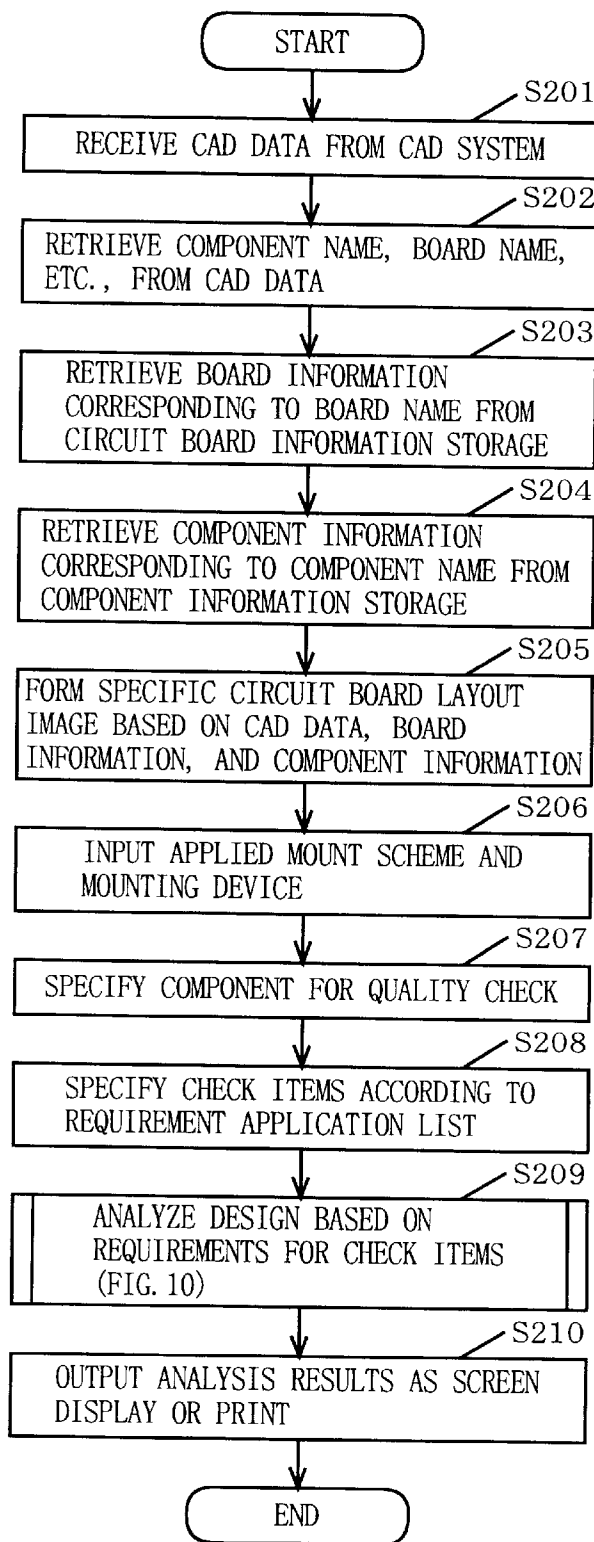 START
S201
RECEIVE CAD DATA FROM CAD SYSTEM
S202
RETRIEVE COMPONENT NAME, BOARD NAME,
ETC., FROM CAD DATA
S203
RETRIEVE BOARD INFORMATION
CORRESPONDING TO BOARD NAME FROM
CIRCUIT BOARD INFORMATION STORAGE
S204
RETRIEVE COMPONENT INFORMATION
CORRESPONDING TO COMPONENT NAME FROM
COMPONENT INFORMATION STORAGE
S205
FORM SPECIFIC CIRCUIT BOARD LAYOUT
IMAGE BASED ON CAD DATA, BOARD
INFORMATION, AND COMPONENT INFORMATION
S206
INPUT APPLIED MOUNT SCHEME AND
MOUNTING DEVICE
S207
SPECIFY COMPONENT FOR QUALITY CHECK
S208
SPECIFY CHECK ITEMS ACCORDING TO
REQUIREMENT APPLICATION LIST
S209
ANALYZE DESIGN BASED ON
REQUIREMENTS FOR CHECK ITEMS
(FIG. 10)
S210
OUTPUT ANALYSIS RESULTS AS SCREEN
DISPLAY OR PRINT
END